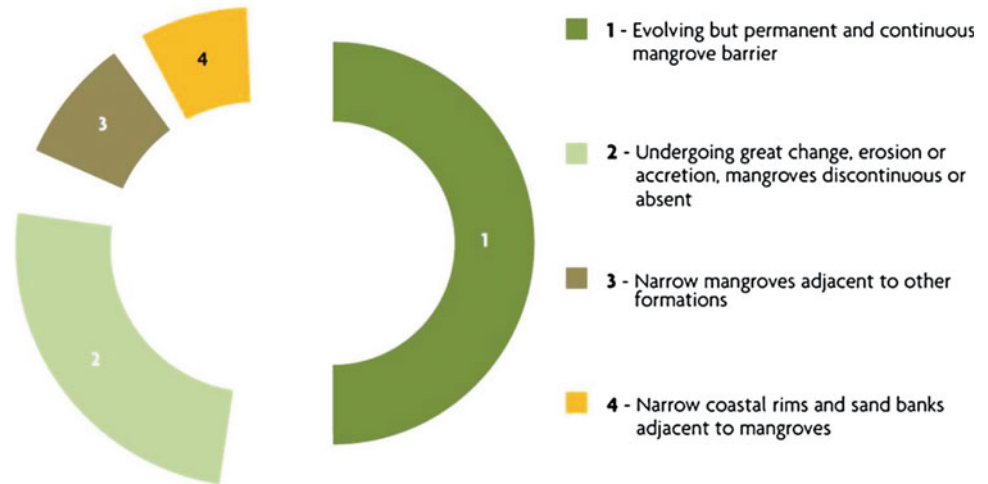 4
3
1
2
1 - Evolving but permanent and continuous
mangrove barrier
2 - Undergoing great change, erosion or
accretion, mangroves discontinuous or
absent
3 - Narrow mangroves adjacent to other
formations
4 - Narrow coastal rims and sand banks
adjacent to mangroves